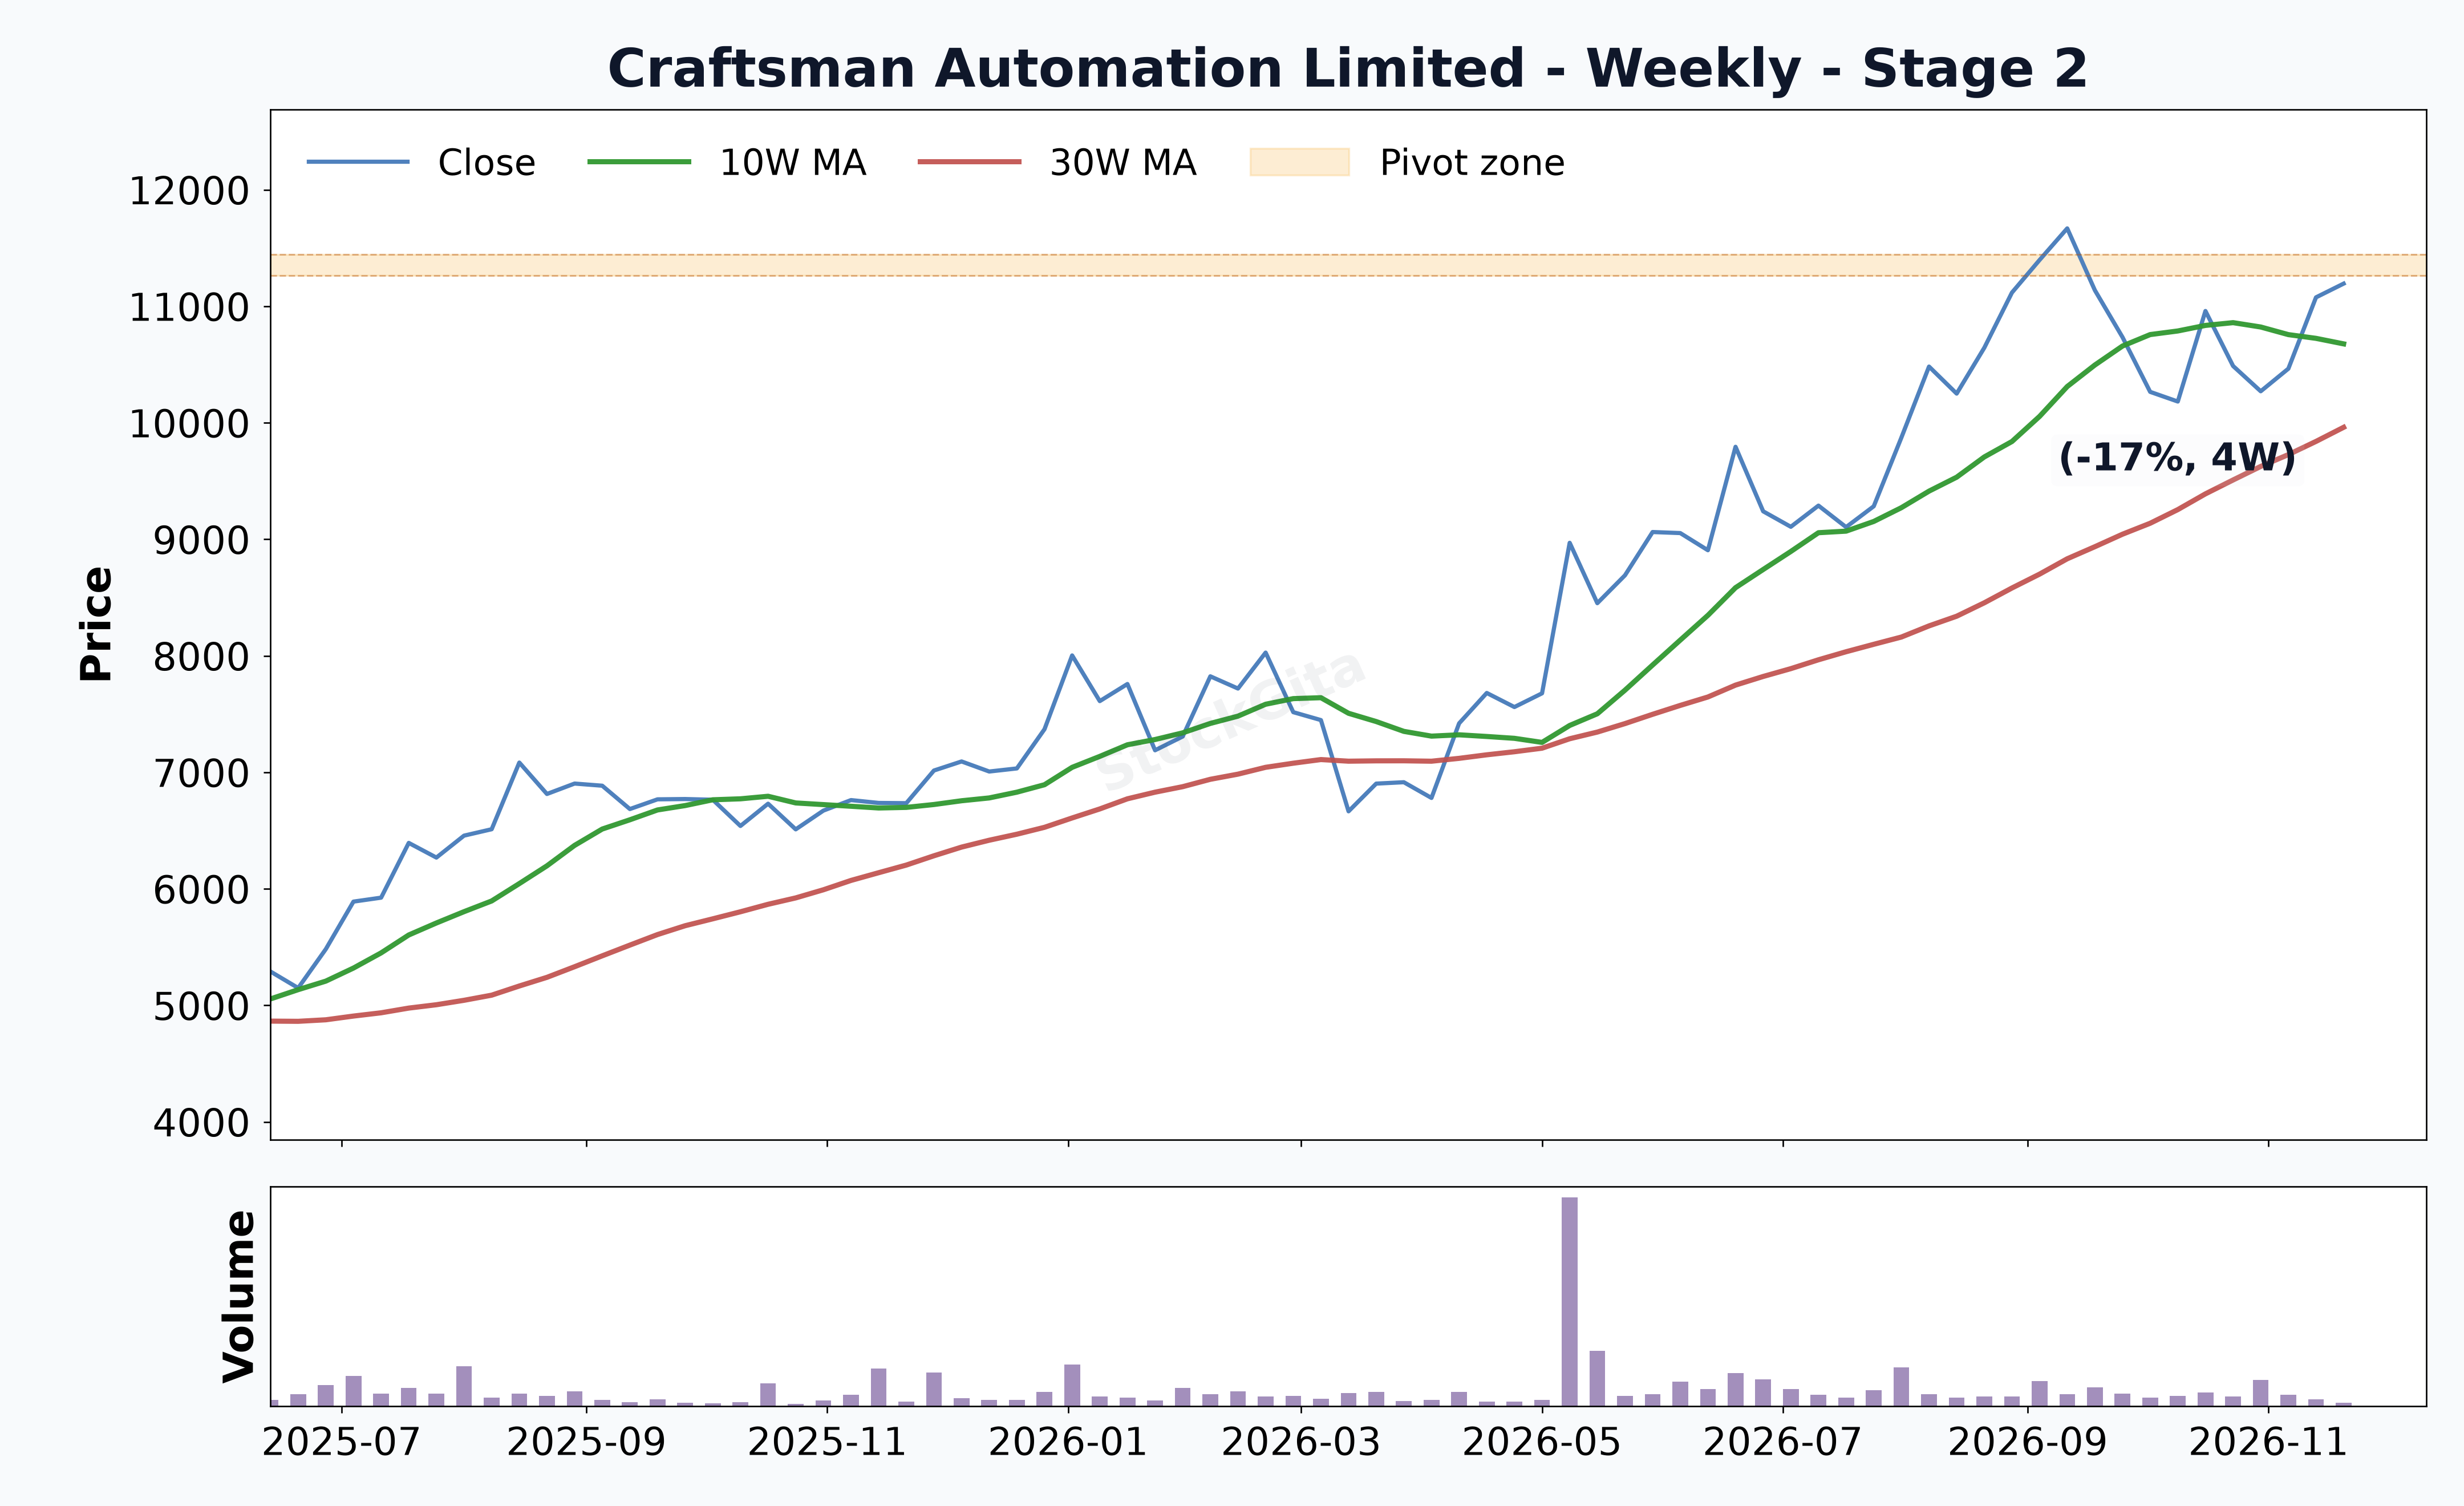 Craftsman Automation Limited - Weekly - Stage 2
Close 10W MA 30W MA Pivot zone
12000
11000
10000
9000
8000
7000
6000
5000
4000
Price
(-17%, 4W)
StockGita
Volume
2025-07 2025-09 2025-11 2026-01 2026-03 2026-05 2026-07 2026-09 2026-11